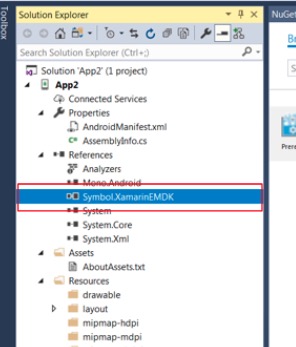 Toolbox
Solution Explorer
Search Solution Explorer (Ctrl+;)
Solution 'App2' (1 project)
App2
Connected Services
Properties
AndroidManifest.xml
AssemblyInfo.cs
References
Analyzers
Mono.Android
Symbol.XamarinEMDK
System
System.Core
System.Xml
Assets
AboutAssets.txt
Resources
drawable
layout
mipmap-hdpi
mipmap-mdpi
NuGet
Br
S
Prere